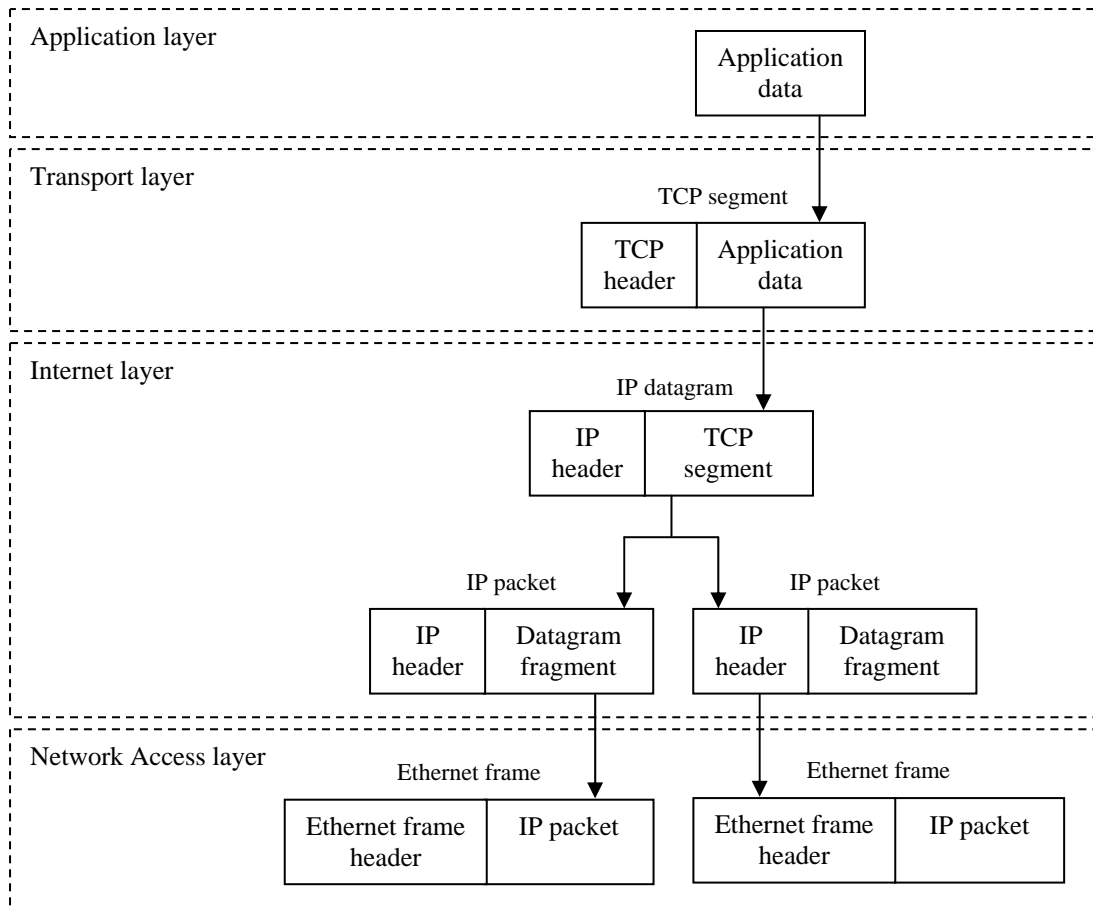 Application layer
Application
data
Transport layer
TCP segment
TCP
header
Application
data
Internet layer
IP datagram
IP
header
TCP
segment
IP packet
IP
header
Datagram
fragment
IP packet
IP
header
Datagram
fragment
Network Access layer
Ethernet frame
Ethernet frame
header
IP packet
Ethernet frame
Ethernet frame
header
IP packet